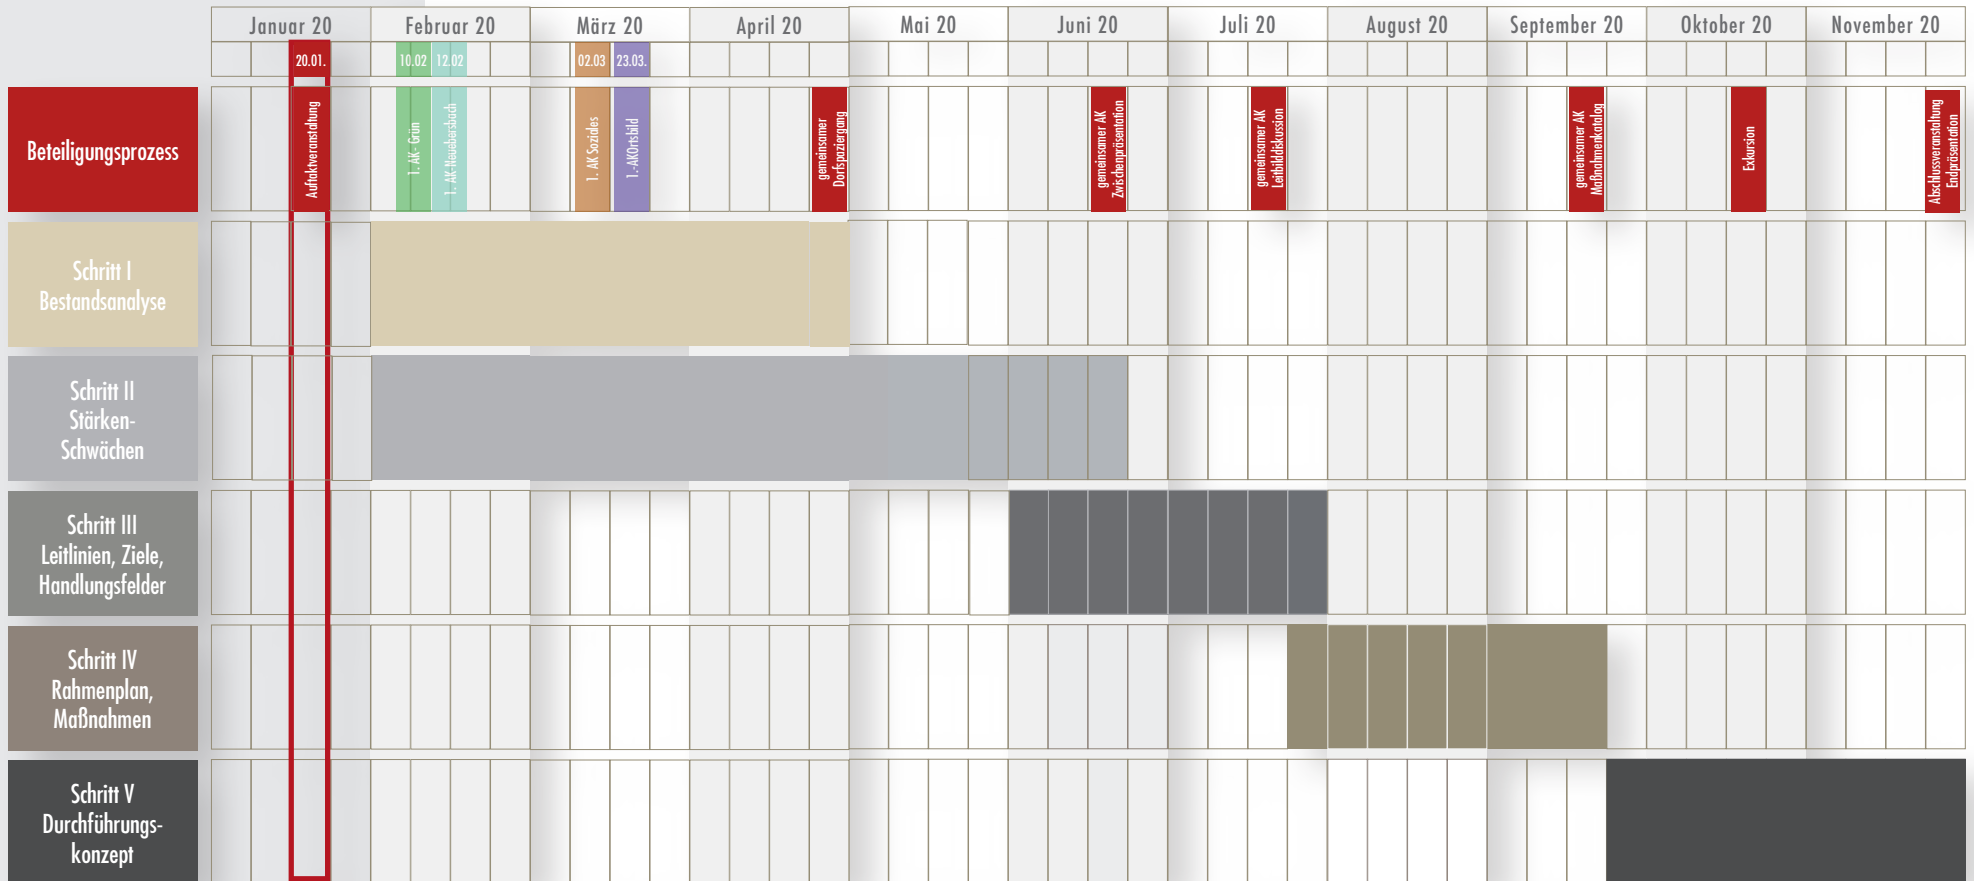 Januar 20
Februar 20
März 20
April 20
Mai 20
Juni 20
Juli 20
August 20
September 20
Oktober 20
November 20
20.01.
10.02
12.02
02.03
23.03.
Beteiligungsprozess
Auftaktveranstaltung
1. AK- Grün
1. AK-Neuebersbach
1. AK Soziales
1.-AKOrtsbild
gemeinsamer
Dorfspaziergang
gemeinsamer AK
Zwischenpräsentation
gemeinsamer AK
Leitbilddiskussion
gemeinsamer AK
Maßnahmenkatalog
Exkursion
Abschlussveranstaltung
Endpräsentation
Schritt I
Bestandsanalyse
Schritt II
Stärken-
Schwächen
Schritt III
Leitlinien, Ziele,
Handlungsfelder
Schritt IV
Rahmenplan,
Maßnahmen
Schritt V
Durchführungs-
konzept